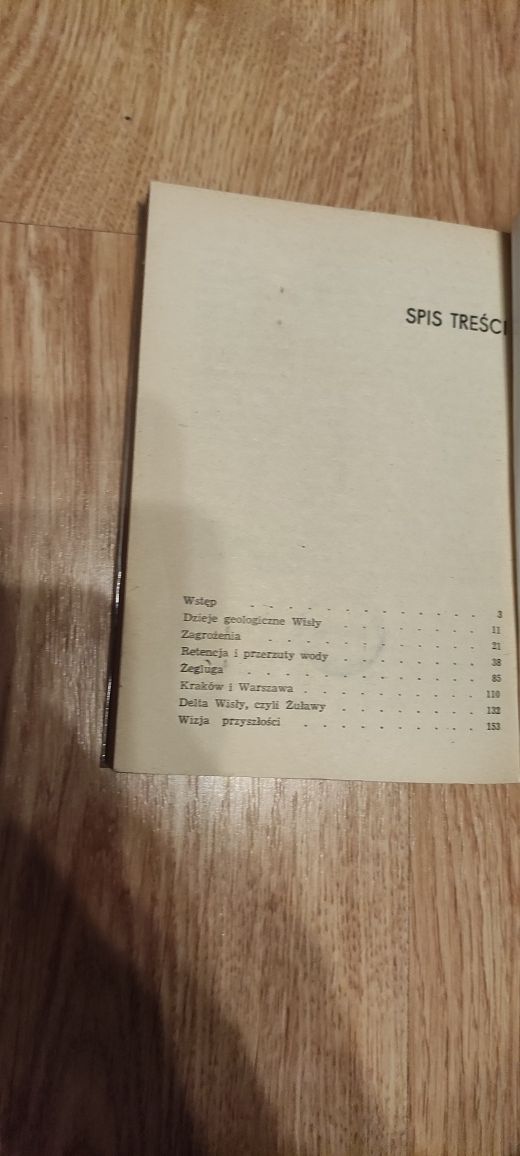 SPIS TREŚCI
Wstęp . . . . . . . . . . . . 3
Dzieje geologiczne Wisły . . . . . . . 11
Zagrożenia . . . . . . . . . . . 21
Retencja i przerzuty wody . . . . . . . 38
Żegluga . . . . . . . . . . . . 85
Kraków i Warszawa . . . . . . . . . 110
Delta Wisły, czyli Żuławy . . . . . . . 132
Wizja przyszłości . . . . . . . . . 153